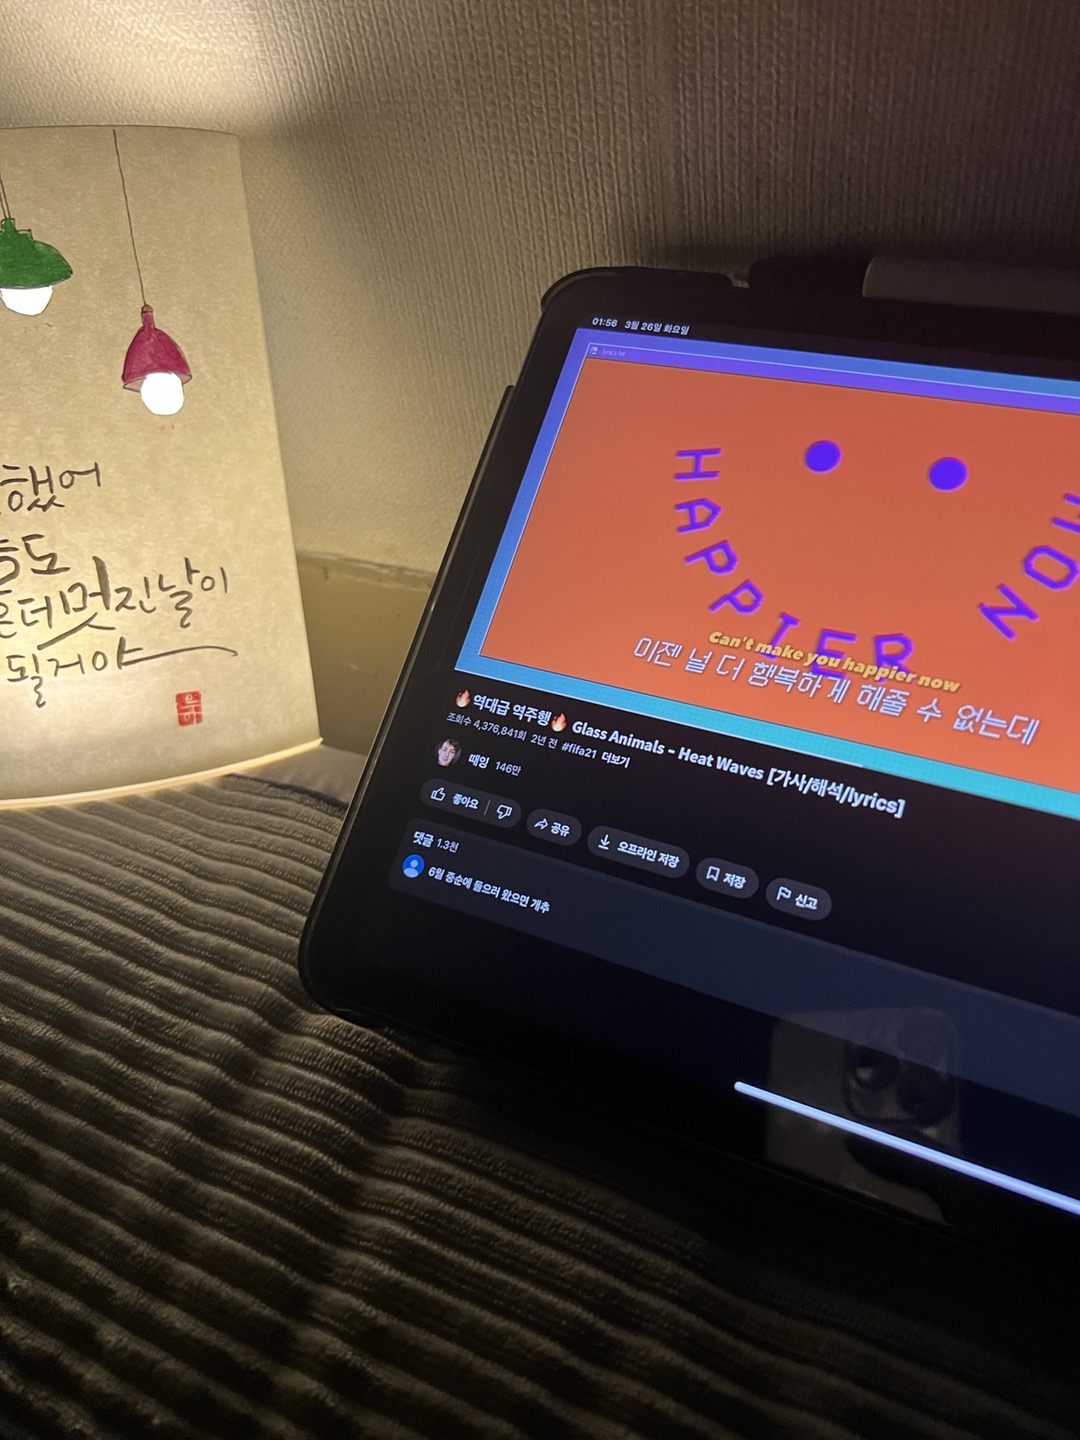 했어
도
데 멋진 날이
될거야
01:56 3월 26일 화요일
lyrics.txt
HAPPIER NOW
Can't make you happier now
이젠 널 더 행복하게 해줄 수 없는데
🔥역대급 역주행🔥 Glass Animals - Heat Waves [가사/해석/lyrics]
조회수 4,376,841회 2년 전 #fifa21 더보기
때잉 146만
좋아요 공유 오프라인 저장 저장 신고
댓글 1.3천
6월 중순에 들으러 왔으면 개추